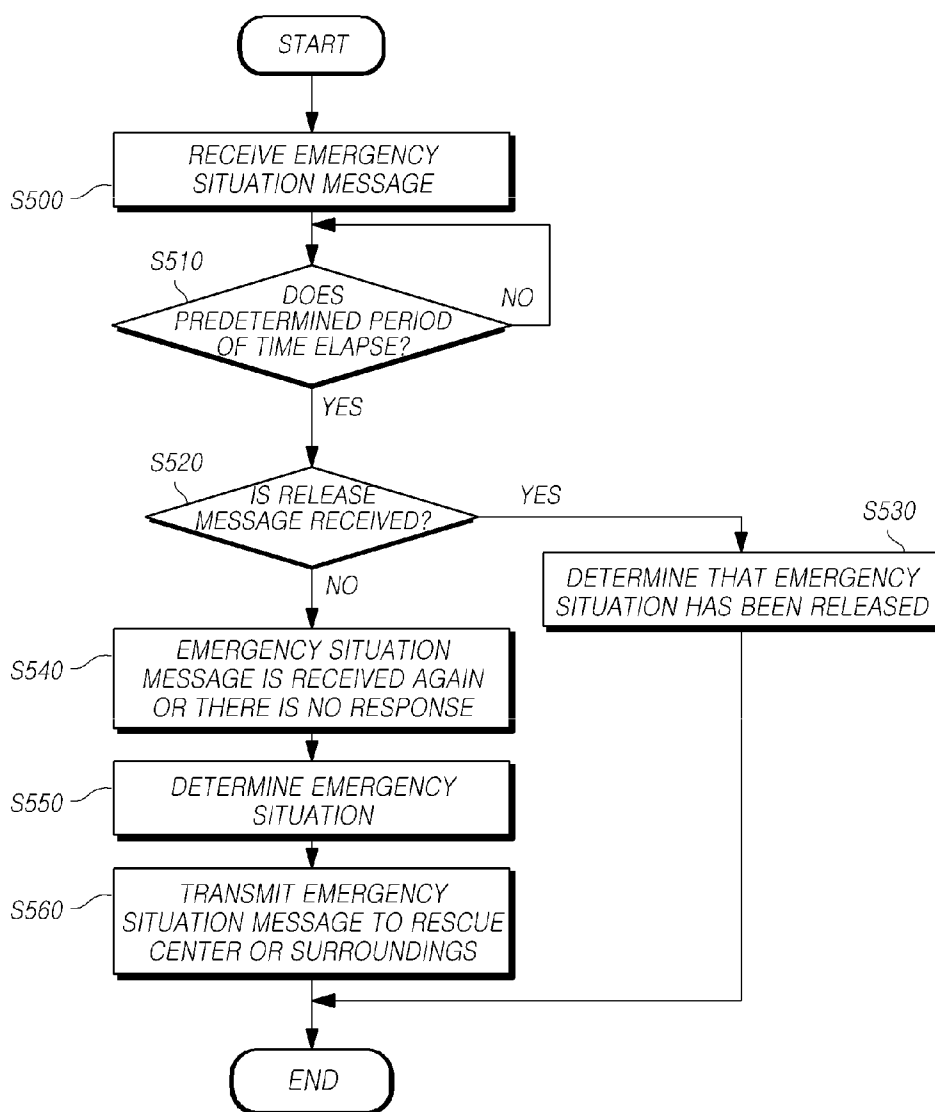 START
RECEIVE EMERGENCY
SITUATION MESSAGE
S500
S510
DOES
PREDETERMINED PERIOD
OF TIME ELAPSE?
NO
YES
S520
IS RELEASE
MESSAGE RECEIVED?
YES
S530
DETERMINE THAT EMERGENCY
SITUATION HAS BEEN RELEASED
NO
S540
EMERGENCY SITUATION
MESSAGE IS RECEIVED AGAIN
OR THERE IS NO RESPONSE
S550
DETERMINE EMERGENCY
SITUATION
S560
TRANSMIT EMERGENCY
SITUATION MESSAGE TO RESCUE
CENTER OR SURROUNDINGS
END